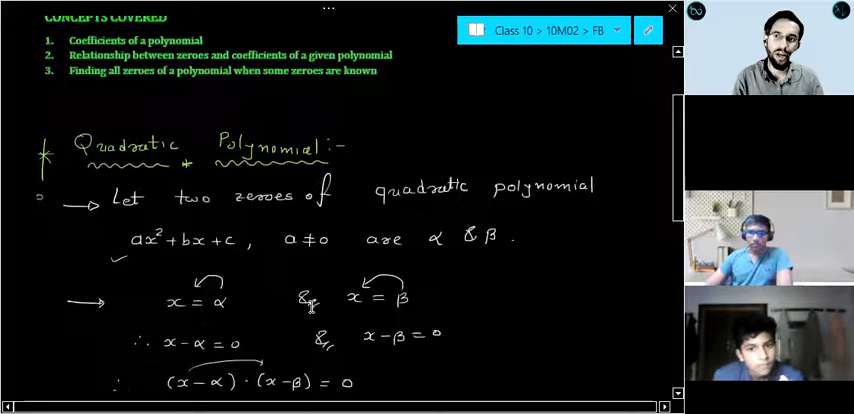 CONCEPTS COVERED
1. Coefficients of a polynomial
2. Relationship between zeroes and coefficients of a given polynomial
3. Finding all zeroes of a polynomial when some zeroes are known
Class 10 > 10M02 > FB
Quadratic Polynomial:-
→ Let two zeroes of quadratic polynomial
ax²+bx+c, a≠0 are α & β.
→ x = α & x = β
∴ x-α = 0 & x-β = 0
∴ (x-α)·(x-β) = 0